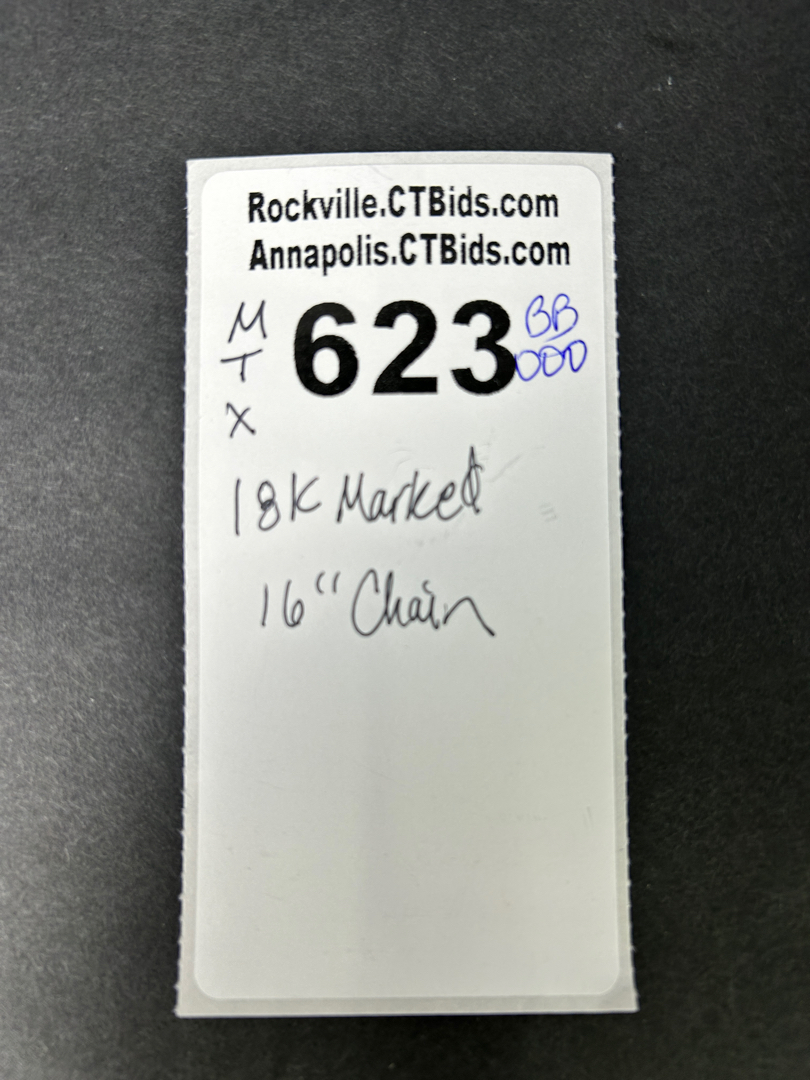 Rockville.CTBids.com
Annapolis.CTBids.com
M
T
X
623
BB
000
18K Marked
16" Chain